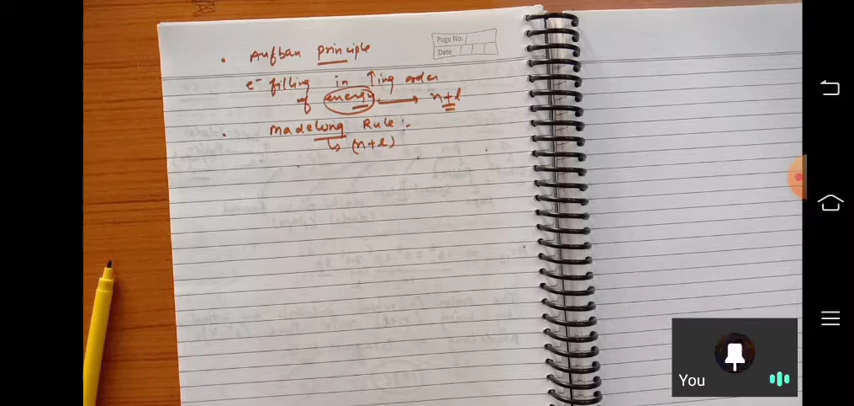 Page No.
Date
• Aufbau principle
e⁻ filling in ↑ing order
of energy → n+l
• Madelung Rule:-
↳ (n+l)
You